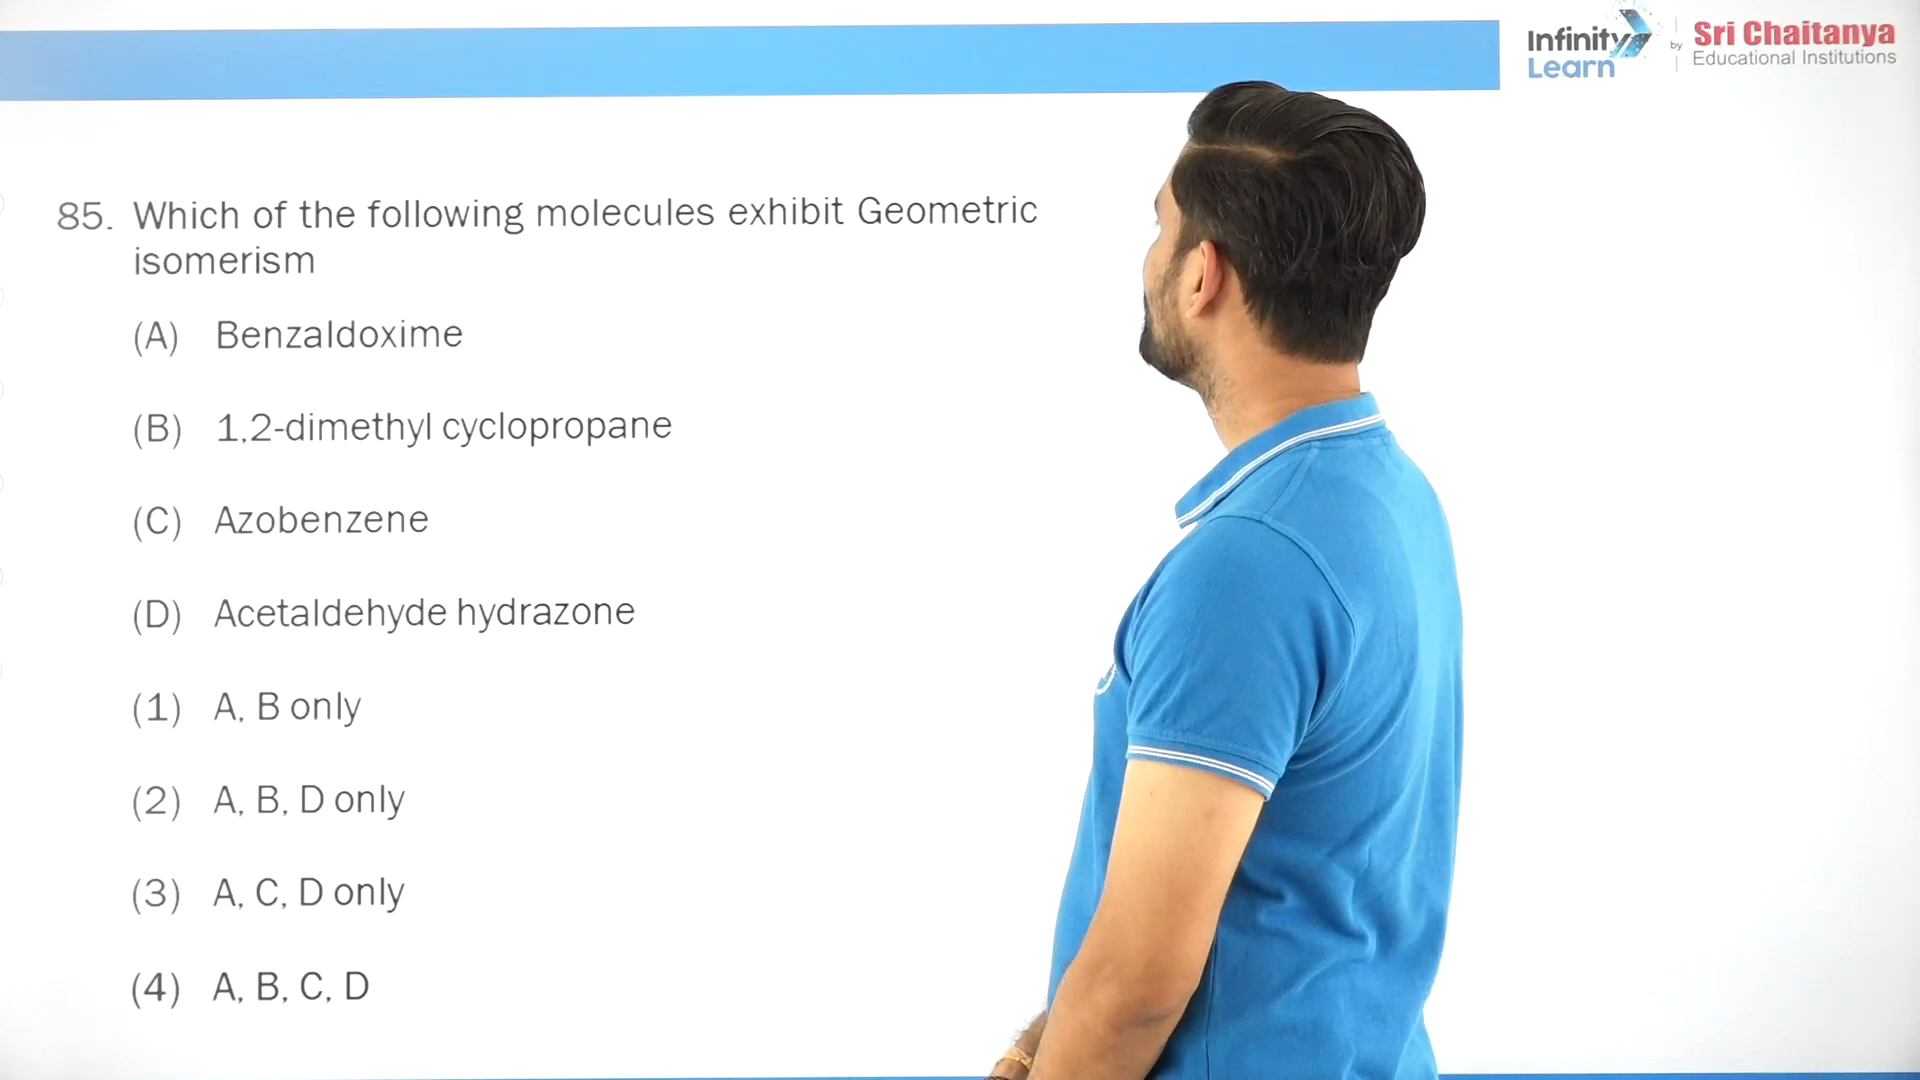 Infinity
Learn
by
Sri Chaitanya
Educational Institutions
85. Which of the following molecules exhibit Geometric
isomerism
(A) Benzaldoxime
(B) 1,2-dimethyl cyclopropane
(C) Azobenzene
(D) Acetaldehyde hydrazone
(1) A, B only
(2) A, B, D only
(3) A, C, D only
(4) A, B, C, D